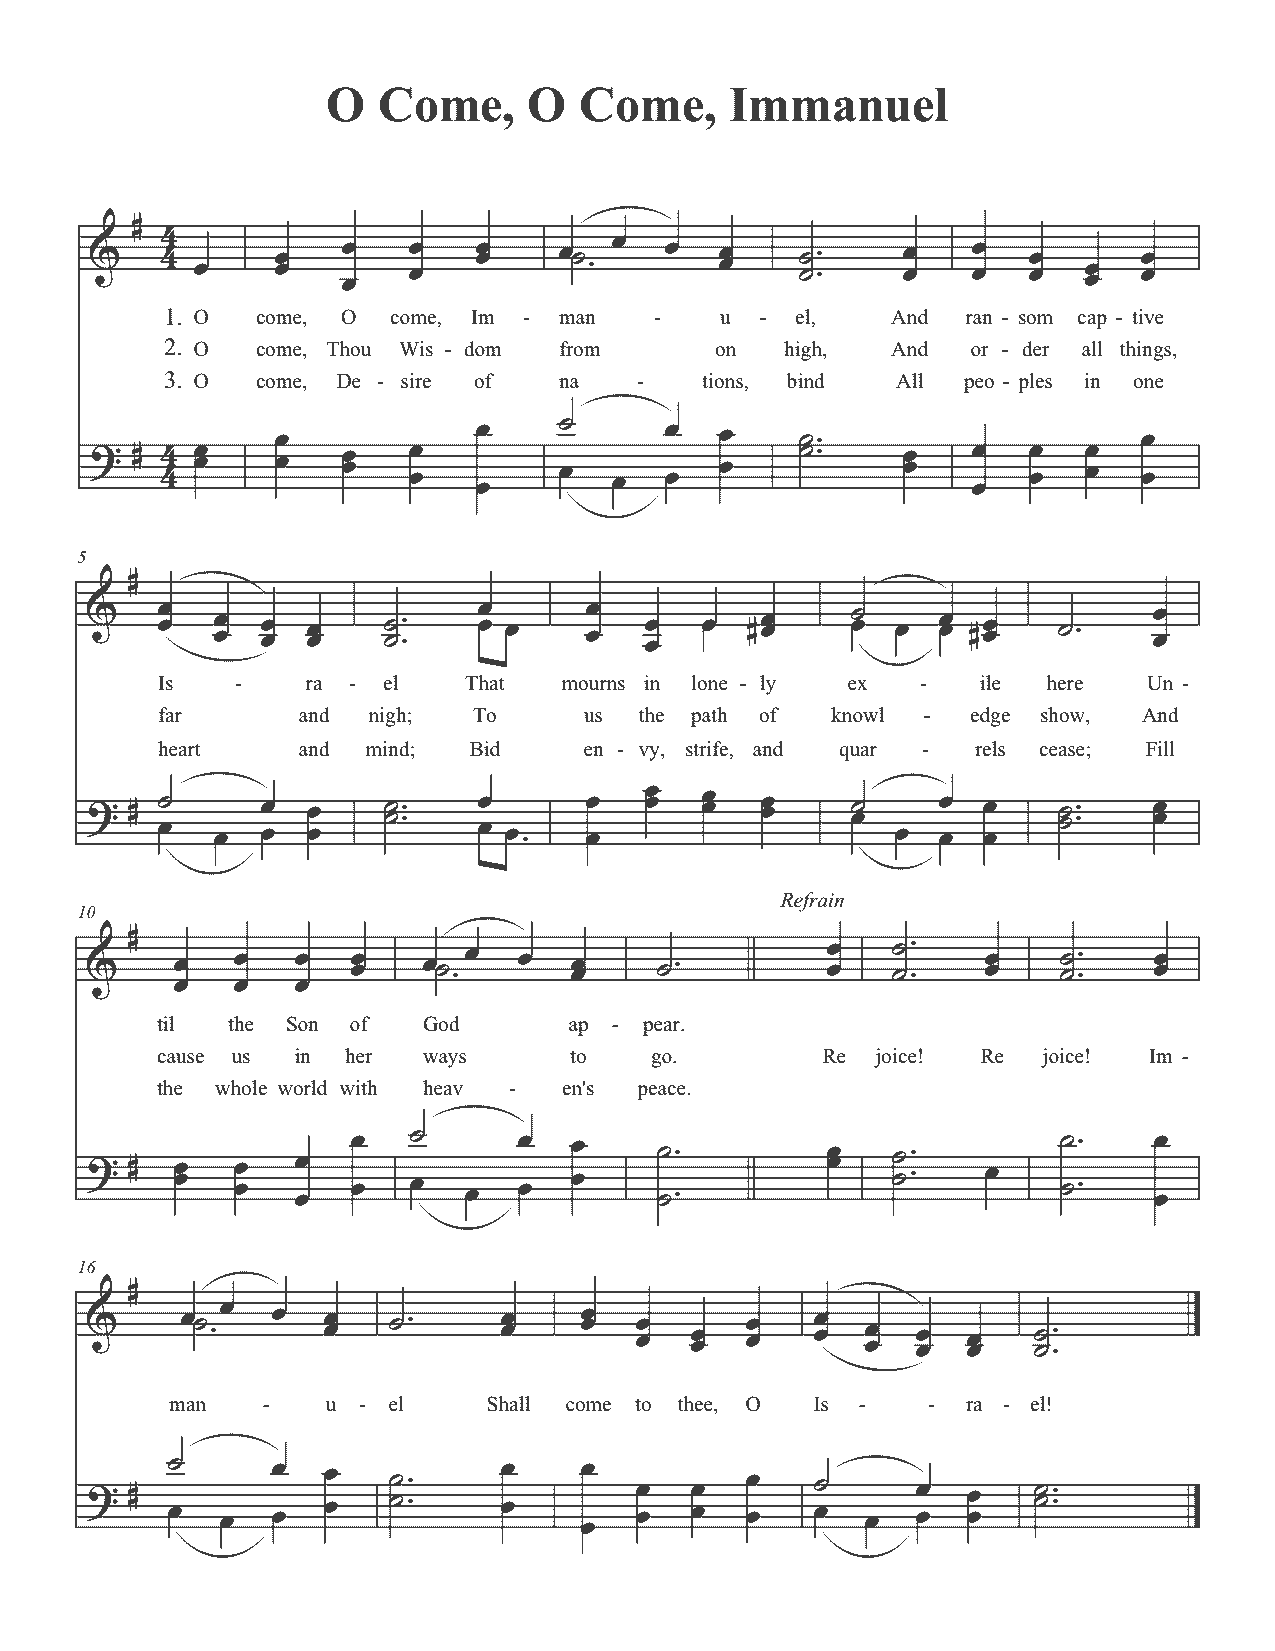 O Come, O Come, Immanuel
1. O come, O come, Im - man - u - el, And ran - som cap - tive
2. O come, Thou Wis - dom from on high, And or - der all things,
3. O come, De - sire of na - tions, bind All peo - ples in one
5
Is - ra - el That mourns in lone - ly ex - ile here Un -
far and nigh; To us the path of knowl - edge show, And
heart and mind; Bid en - vy, strife, and quar - rels cease; Fill
Refrain
10
til the Son of God ap - pear.
cause us in her ways to go. Re joice! Re joice! Im -
the whole world with heav - en's peace.
16
man - u - el Shall come to thee, O Is - - ra - el!